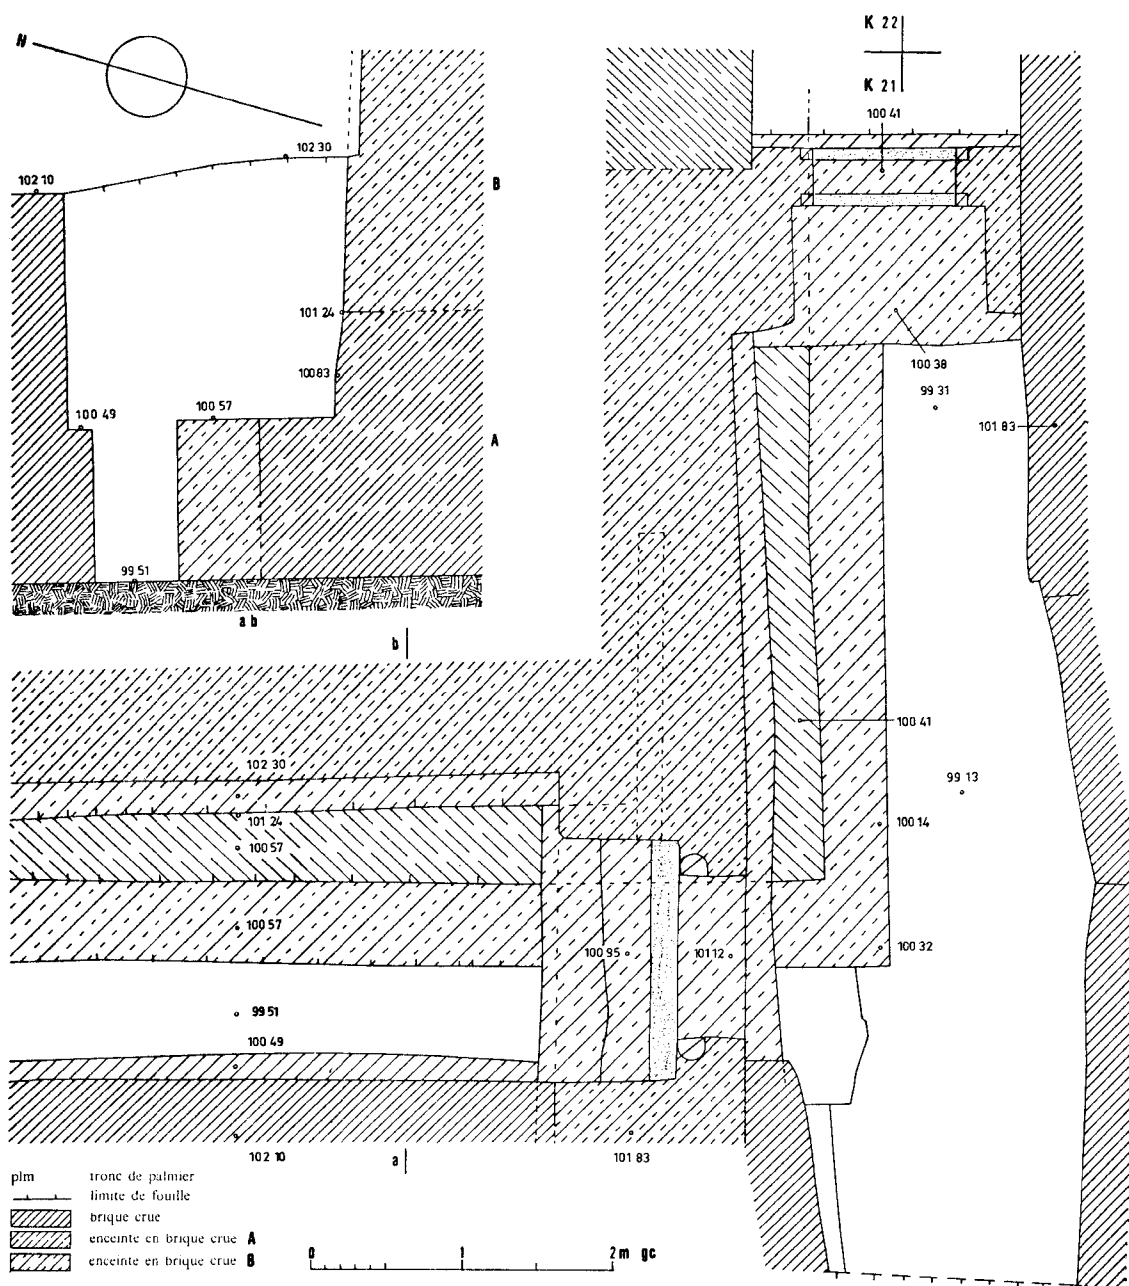 N
K 22
K 21
100 41
102 30
102 10
B
101 24
100 83
100 38
99 31
100 49
100 57
101 83
A
99 51
a b
b
100 41
102 30
99 13
101 24
100 14
100 57
100 57
100 95
101 12
100 32
99 51
100 49
102 10
a
101 83
plm tronc de palmier
limite de fouille
brique crue
enceinte en brique crue A
enceinte en brique crue B
0 1 2 m gc